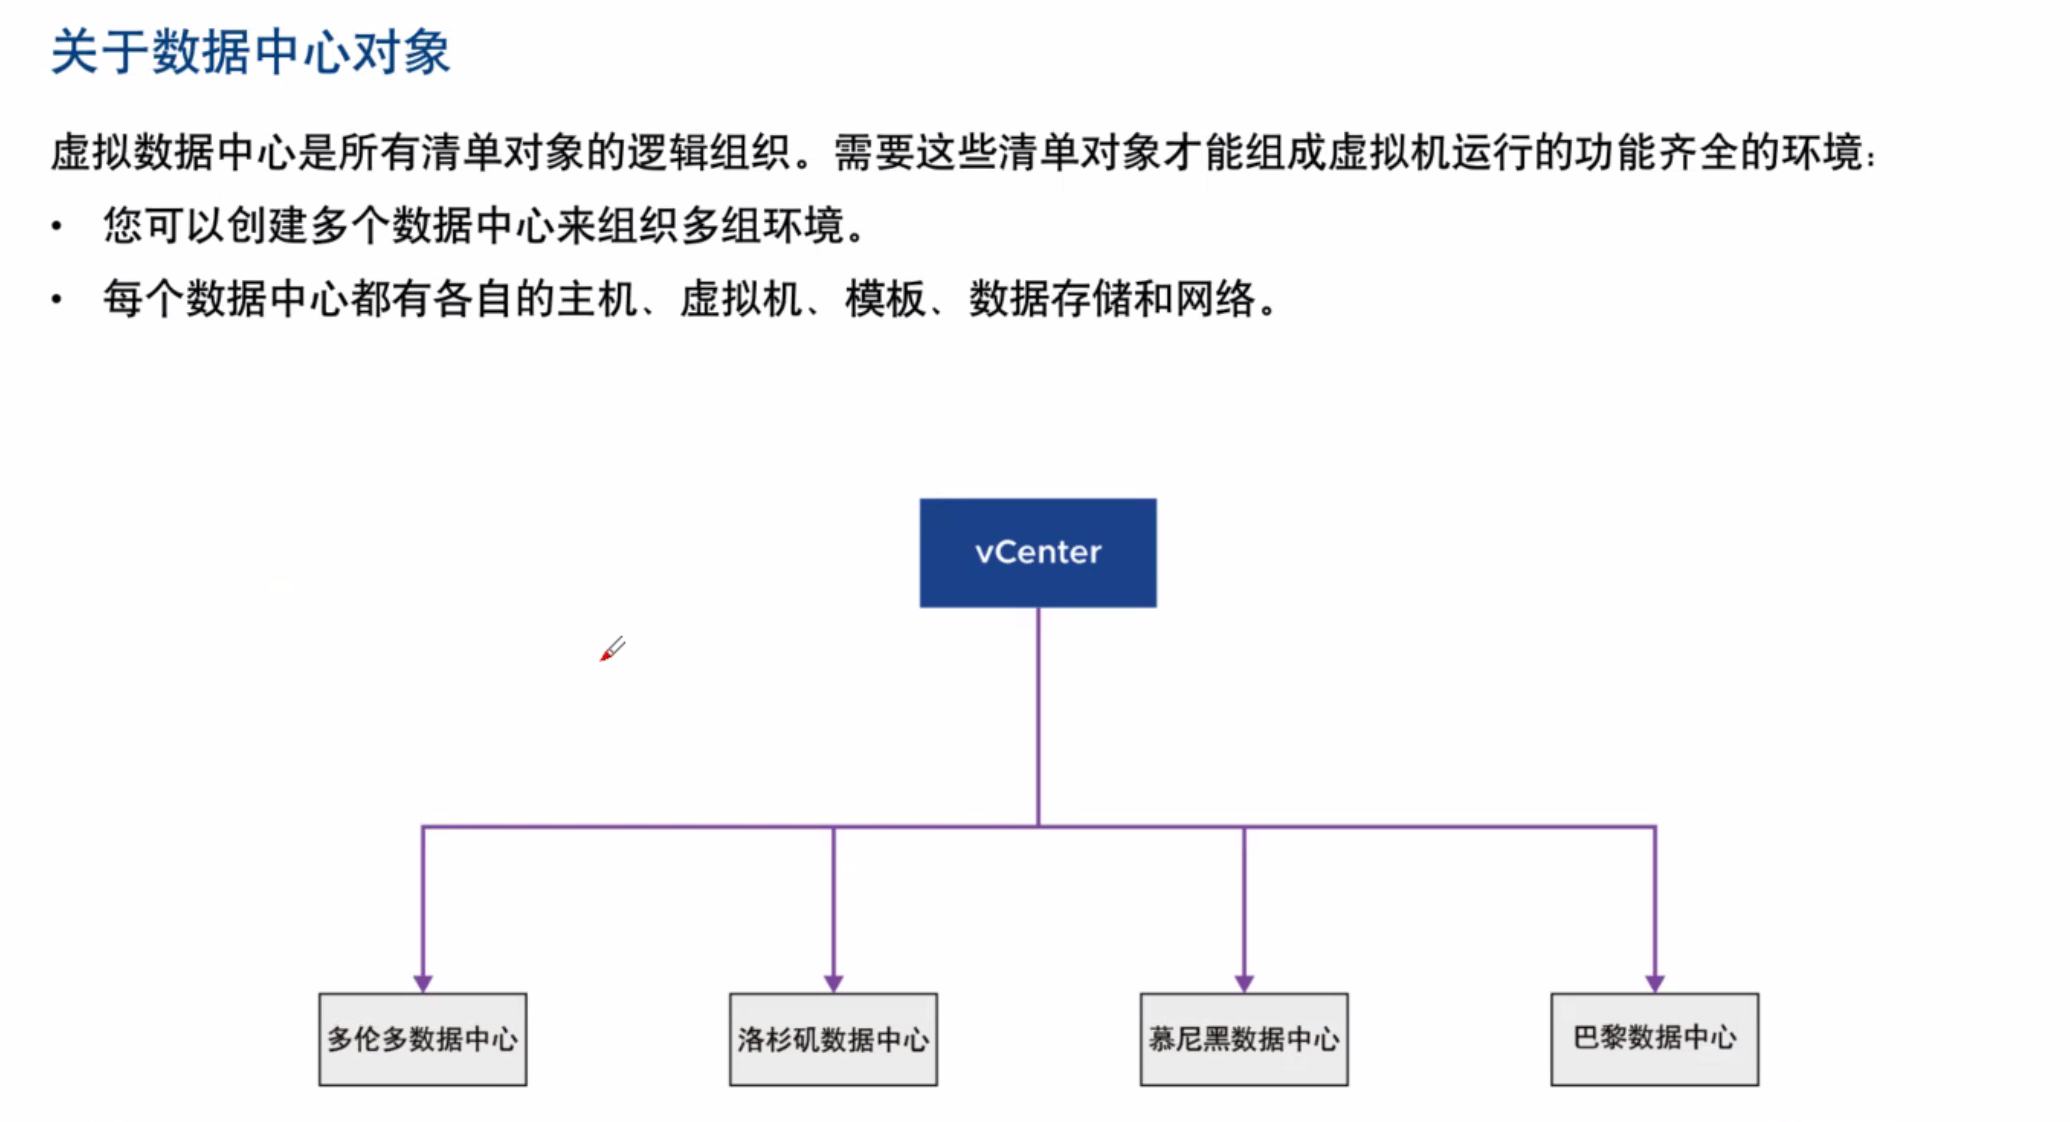 关于数据中心对象
虚拟数据中心是所有清单对象的逻辑组织。需要这些清单对象才能组成虚拟机运行的功能齐全的环境：
• 您可以创建多个数据中心来组织多组环境。
• 每个数据中心都有各自的主机、虚拟机、模板、数据存储和网络。
vCenter
多伦多数据中心
洛杉矶数据中心
慕尼黑数据中心
巴黎数据中心